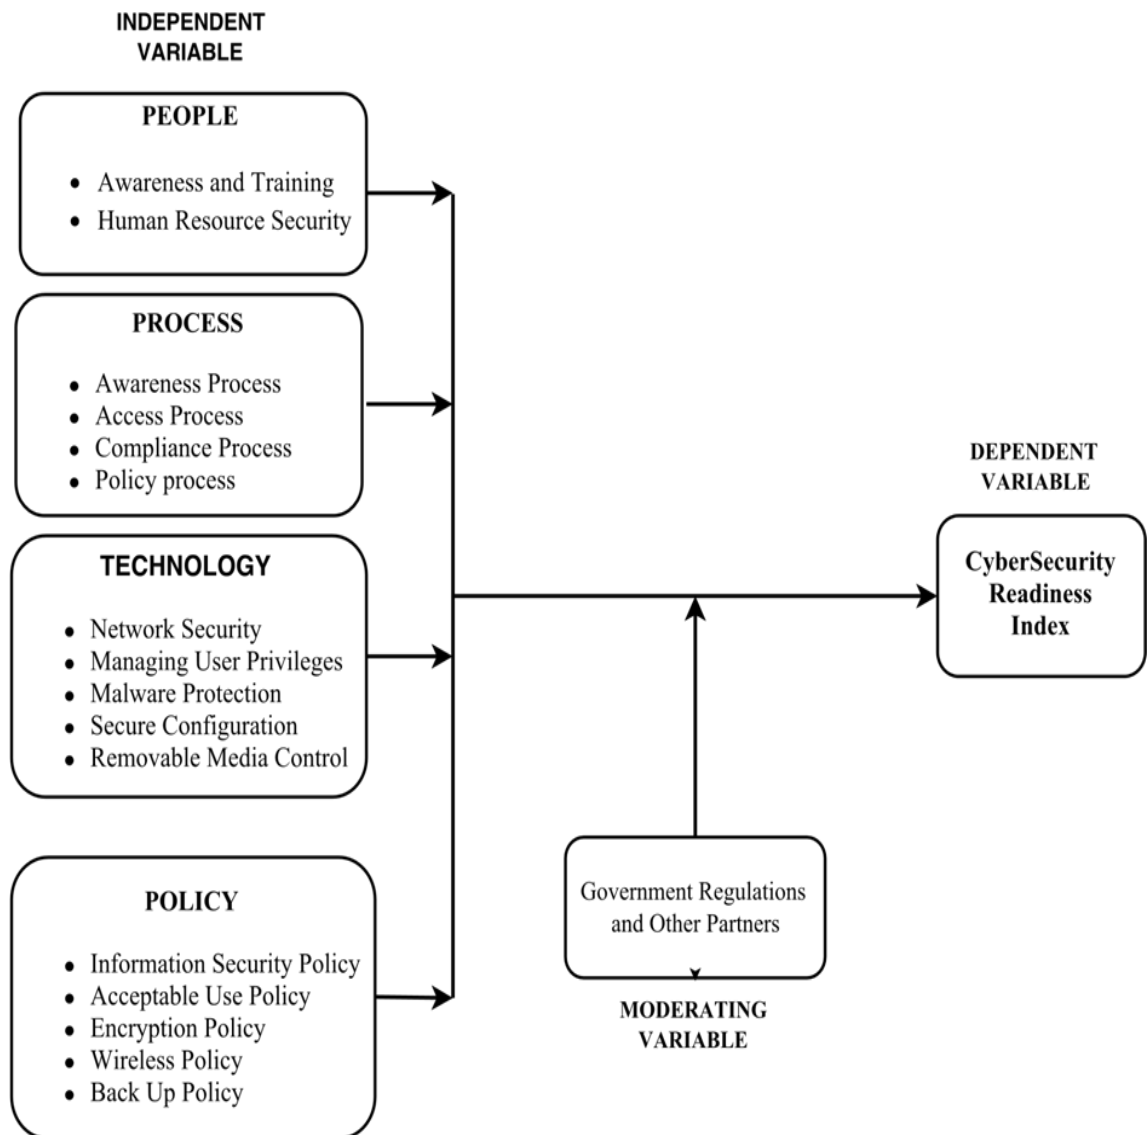 INDEPENDENT
VARIABLE
PEOPLE
• Awareness and Training
• Human Resource Security
PROCESS
• Awareness Process
• Access Process
• Compliance Process
• Policy process
TECHNOLOGY
• Network Security
• Managing User Privileges
• Malware Protection
• Secure Configuration
• Removable Media Control
POLICY
• Information Security Policy
• Acceptable Use Policy
• Encryption Policy
• Wireless Policy
• Back Up Policy
Government Regulations
and Other Partners
MODERATING
VARIABLE
DEPENDENT
VARIABLE
CyberSecurity
Readiness
Index